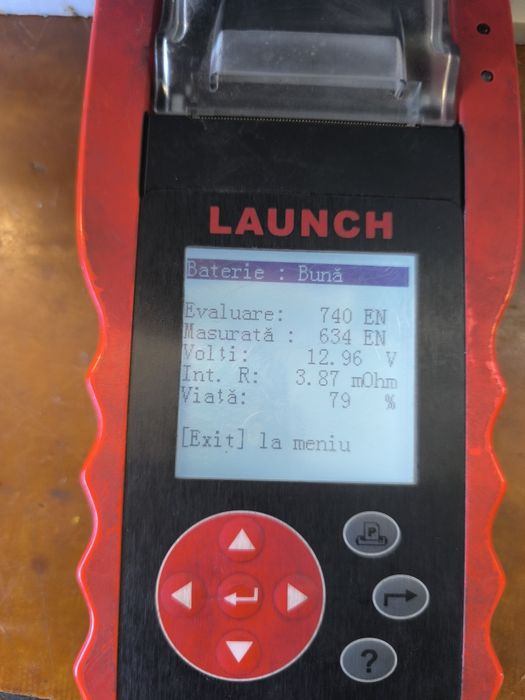 LAUNCH
Baterie : Bună
Evaluare: 740 EN
Masurată : 634 EN
Volți: 12.96 V
Int. R: 3.87 mOhm
Viată: 79 %
[Exit] la meniu
P
?